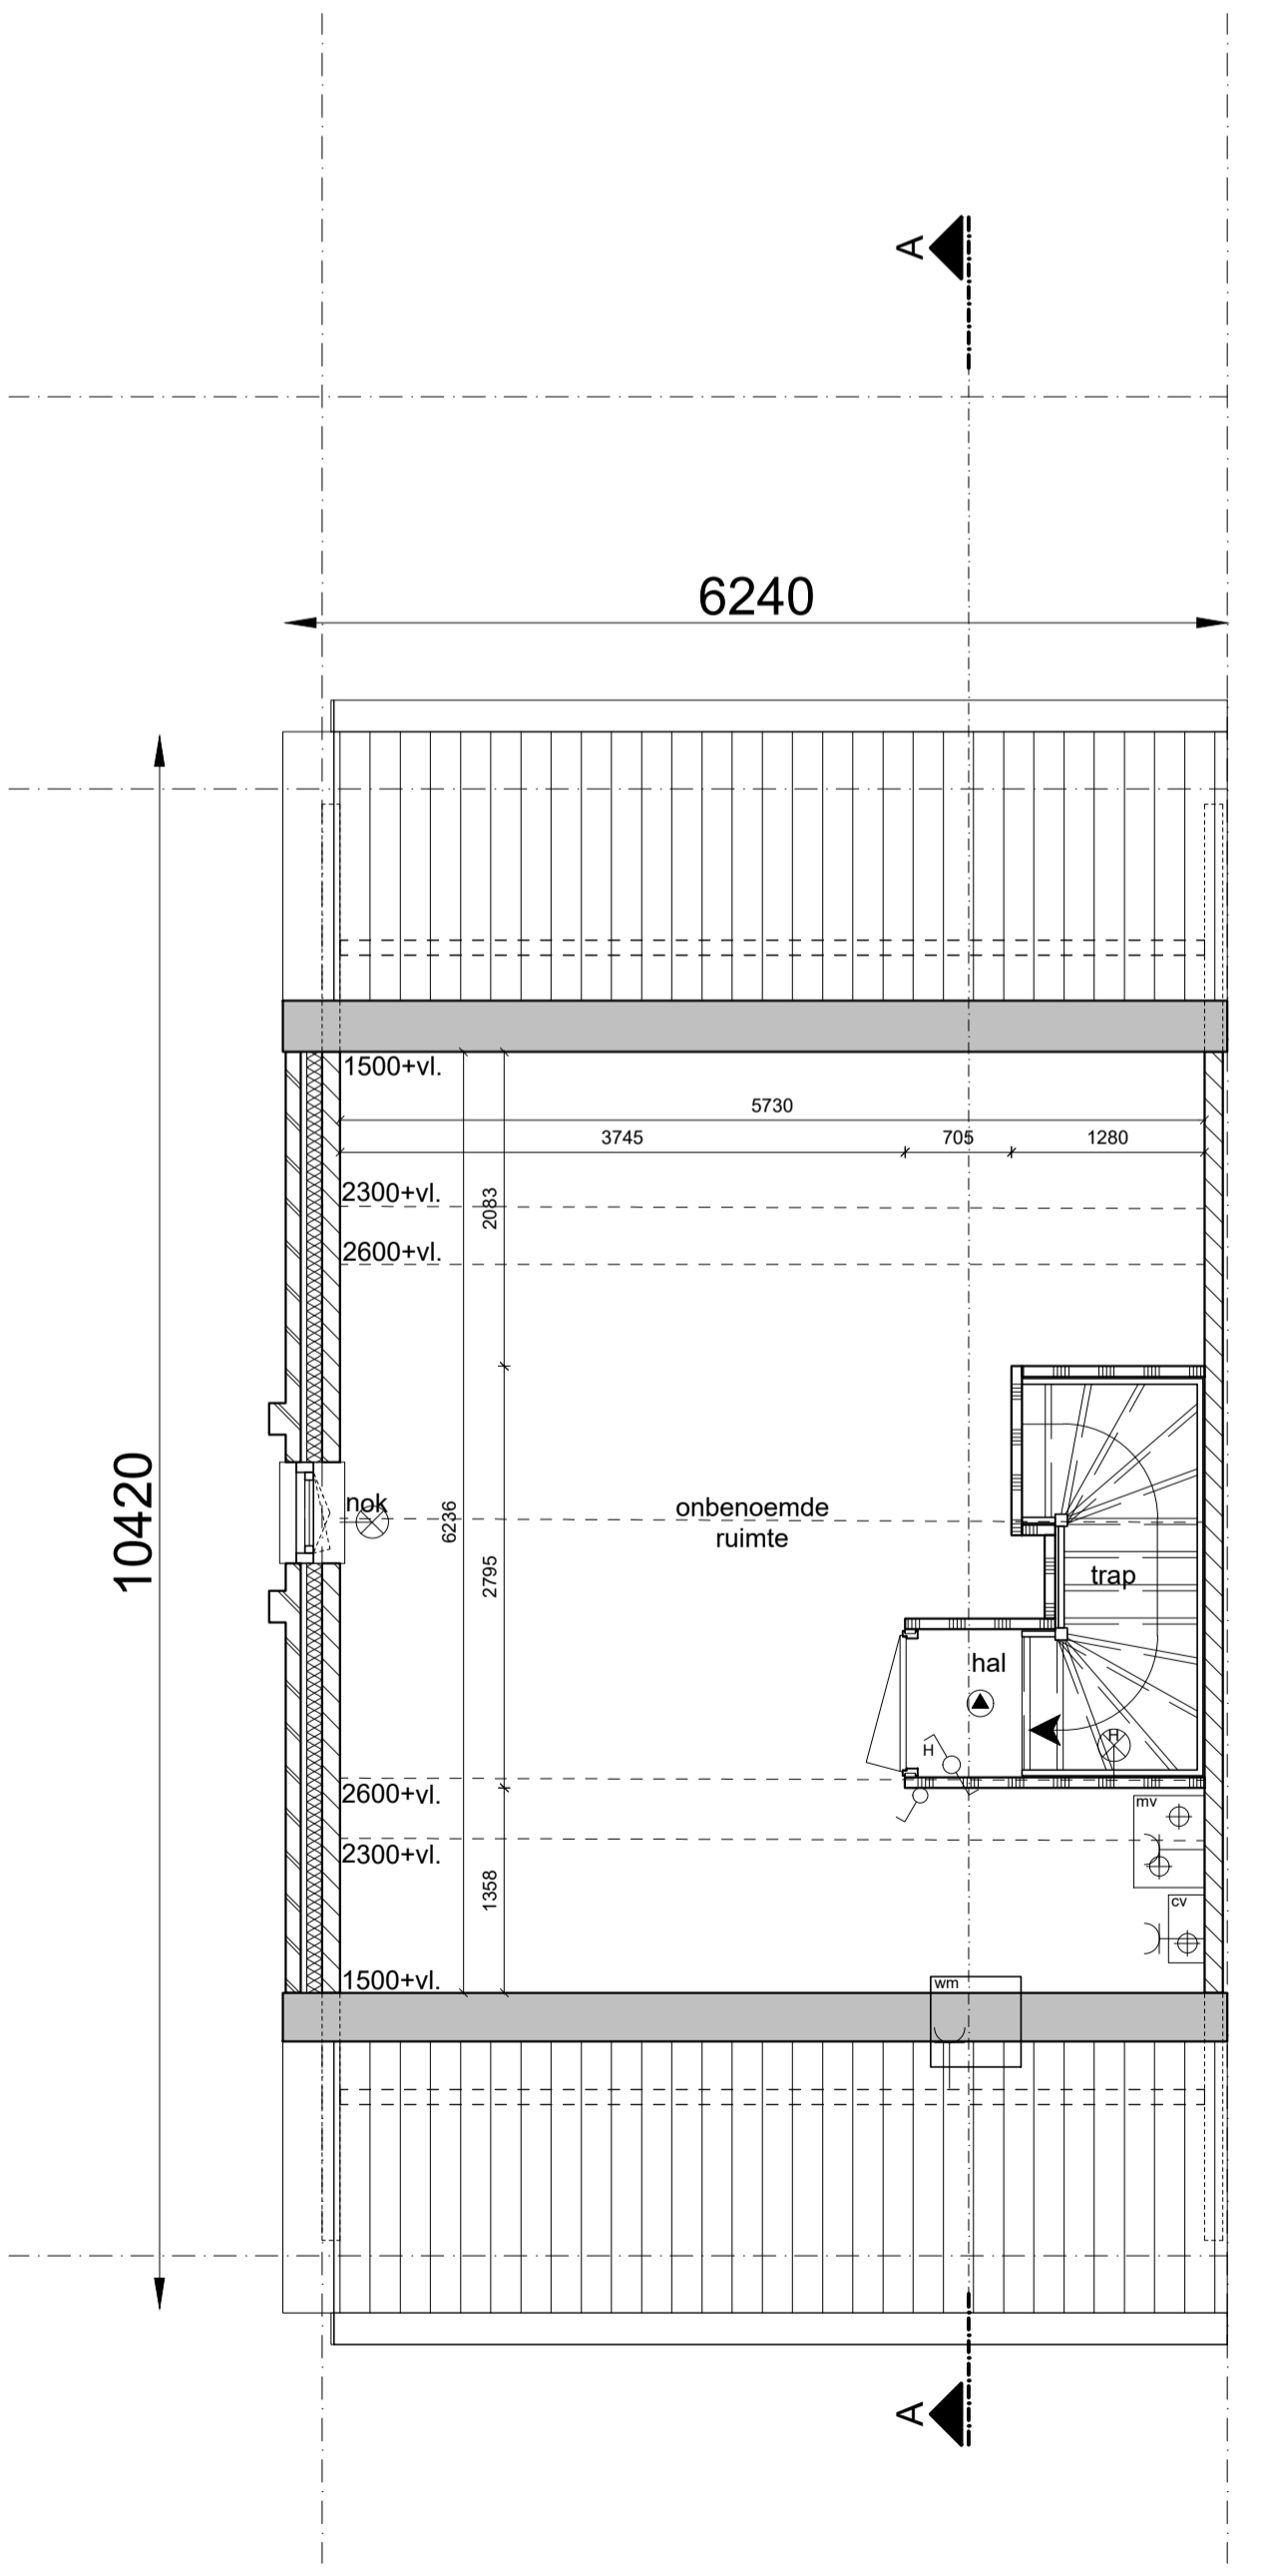 A
6240
10420
1500+vl.
5730
3745
705
1280
2300+vl.
2083
2600+vl.
nok
6236
onbenoemde
ruimte
2795
trap
hal
H
H
2600+vl.
mv
2300+vl.
1358
cv
1500+vl.
wm
A